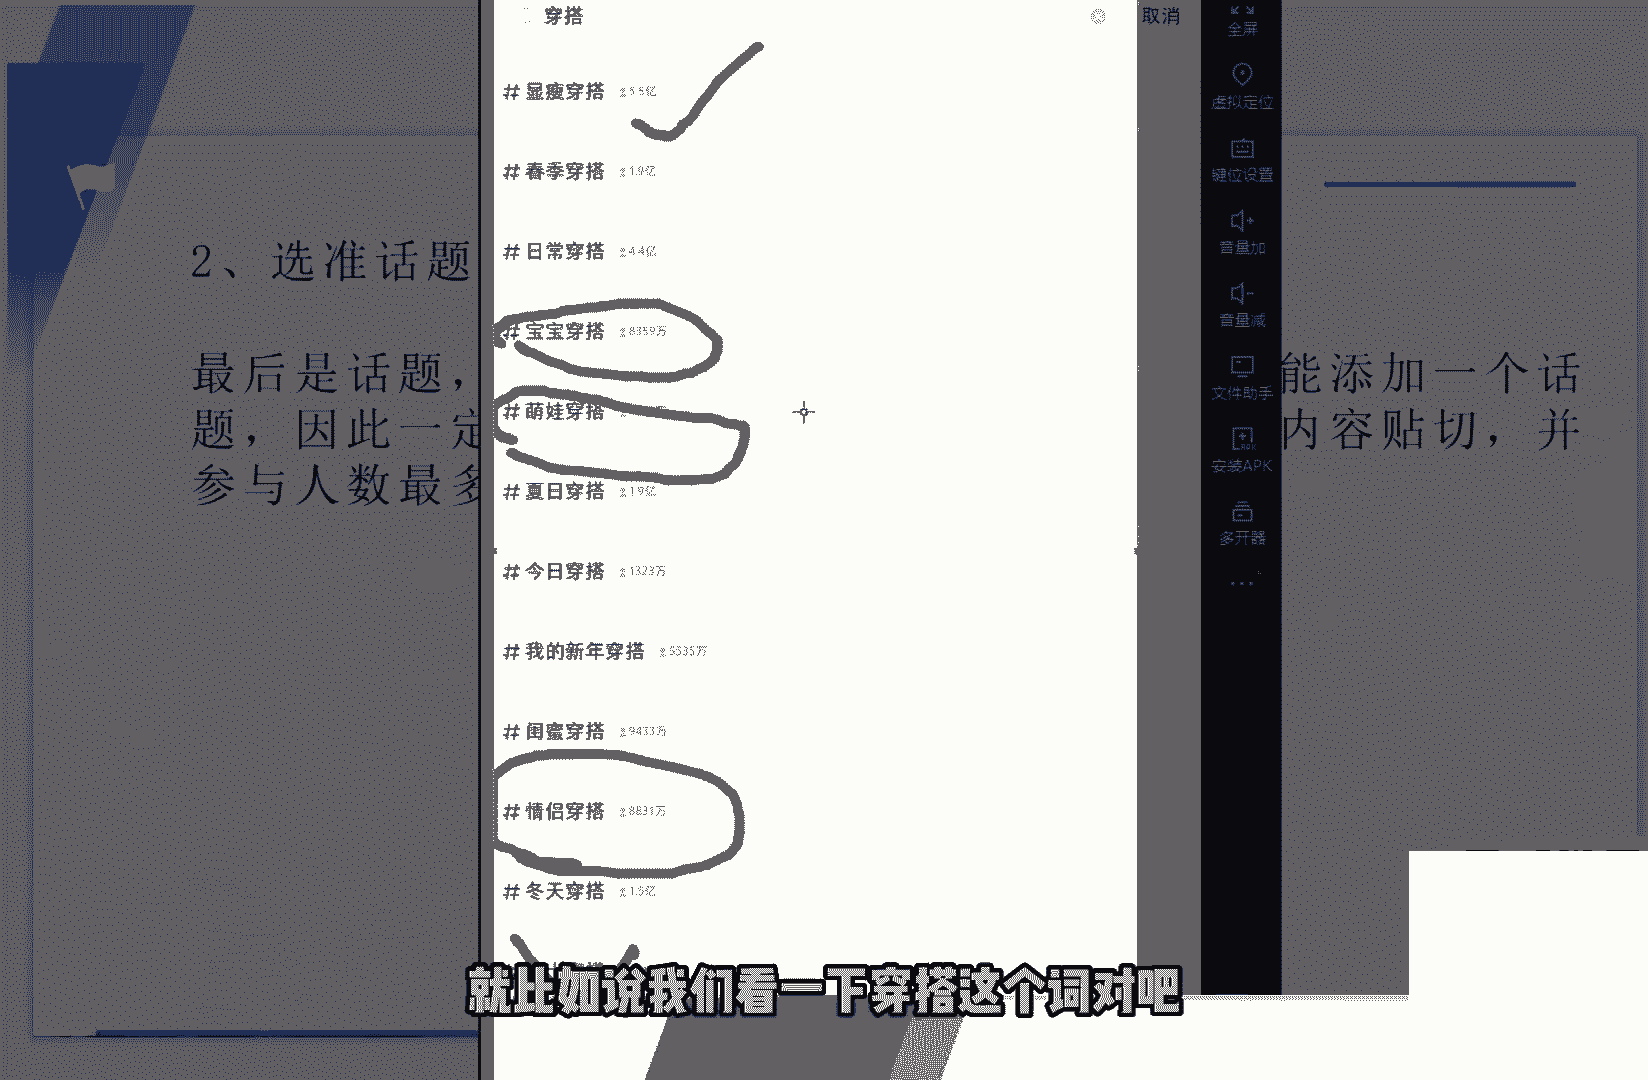 穿搭
取消
# 显瘦穿搭 5.5亿
# 春季穿搭 1.9亿
# 日常穿搭 4.4亿
# 宝宝穿搭 8359万
# 萌娃穿搭
# 夏日穿搭 1.9亿
# 今日穿搭 1323万
# 我的新年穿搭 5535万
# 闺蜜穿搭 9433万
# 情侣穿搭 8831万
# 冬天穿搭 1.5亿
全屏
虚拟定位
键位设置
音量加
音量减
文件助手
安装APK
多开器
2、选准话题
最后是话题，能添加一个话
题，因此一定内容贴切，并
参与人数最多
就比如说我们看一下穿搭这个词对吧